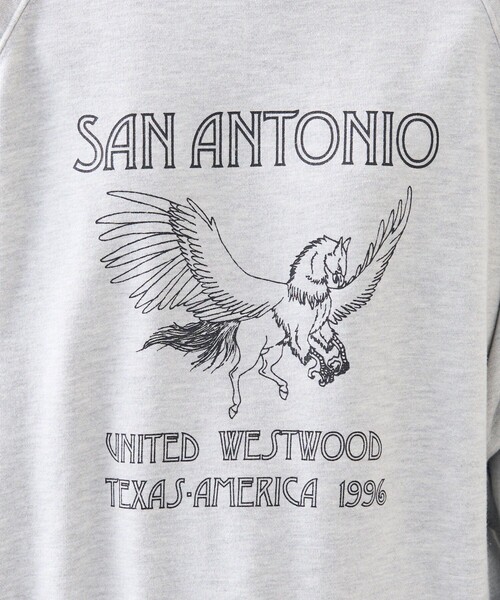 SAN ANTONIO
UNITED WESTWOOD
TEXAS·AMERICA 1996